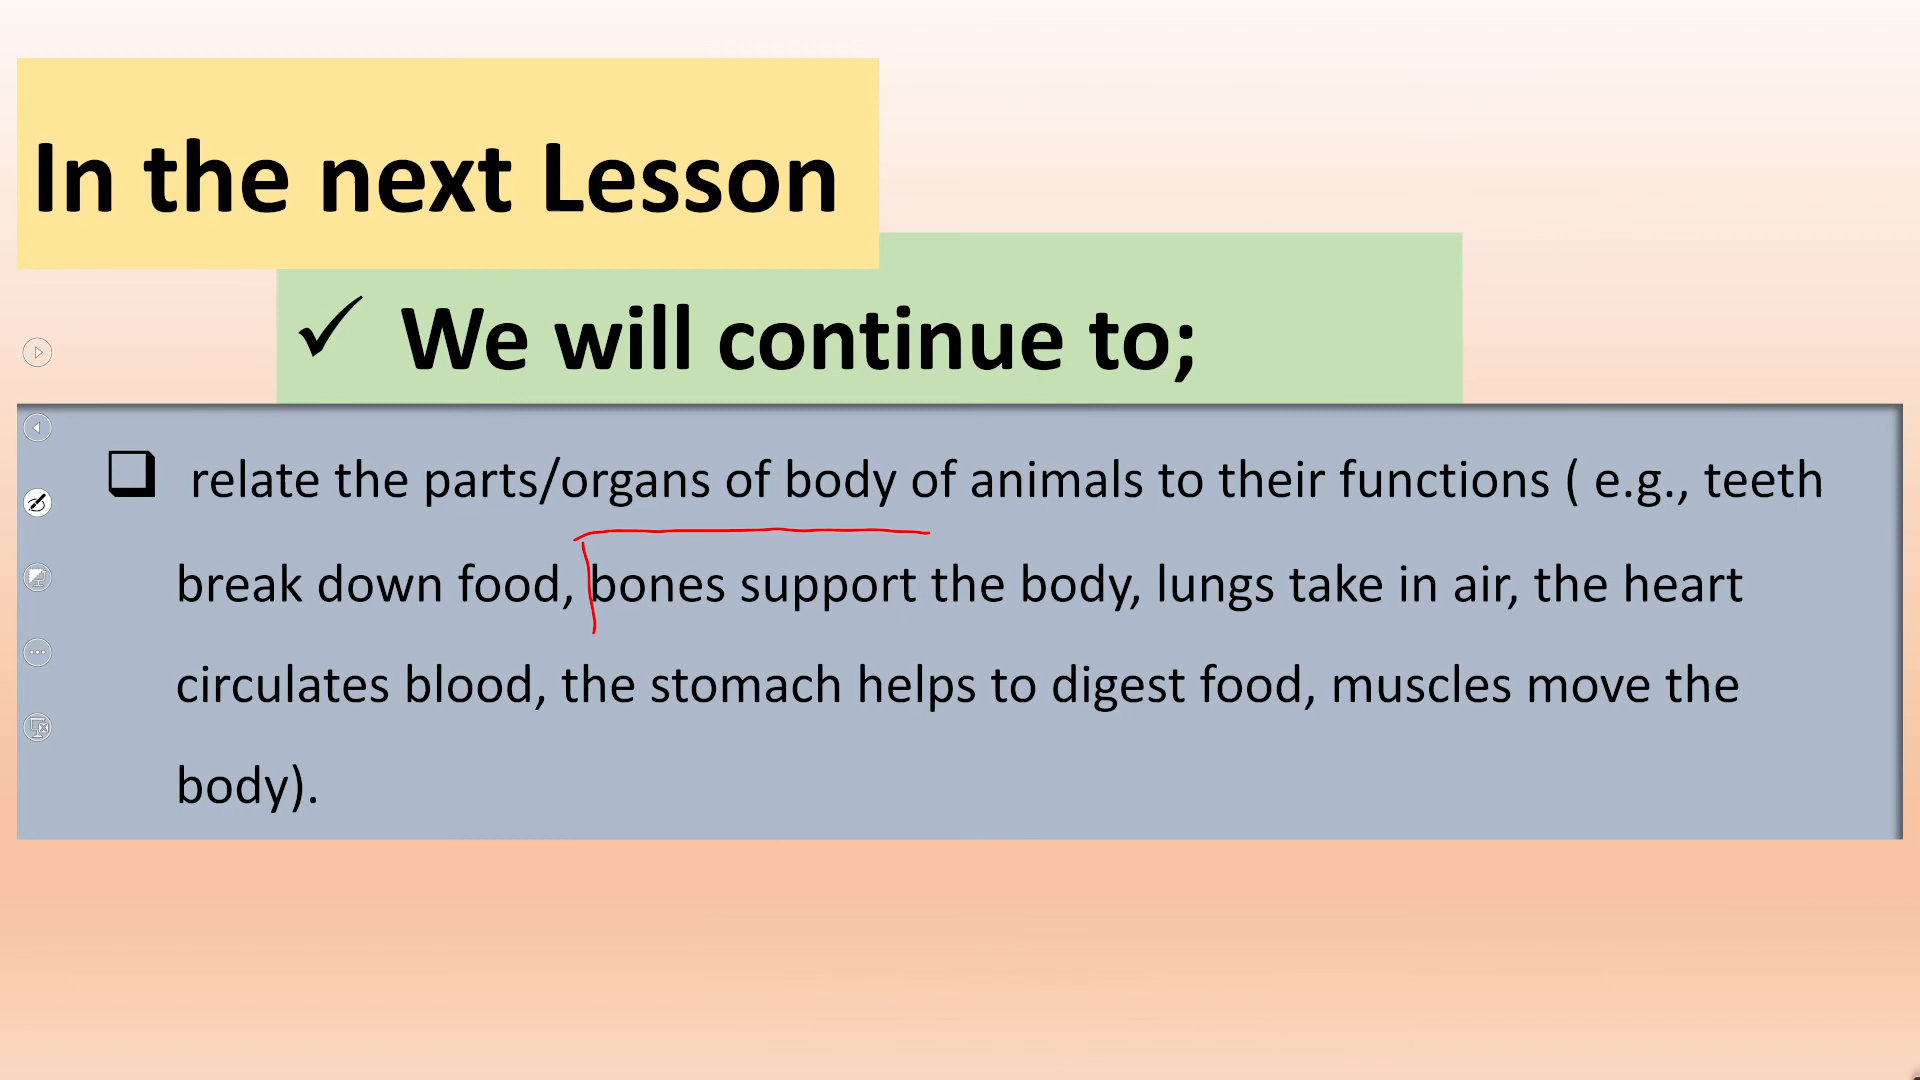 In the next Lesson
✓ We will continue to;
❑ relate the parts/organs of body of animals to their functions ( e.g., teeth
break down food, bones support the body, lungs take in air, the heart
circulates blood, the stomach helps to digest food, muscles move the
body).